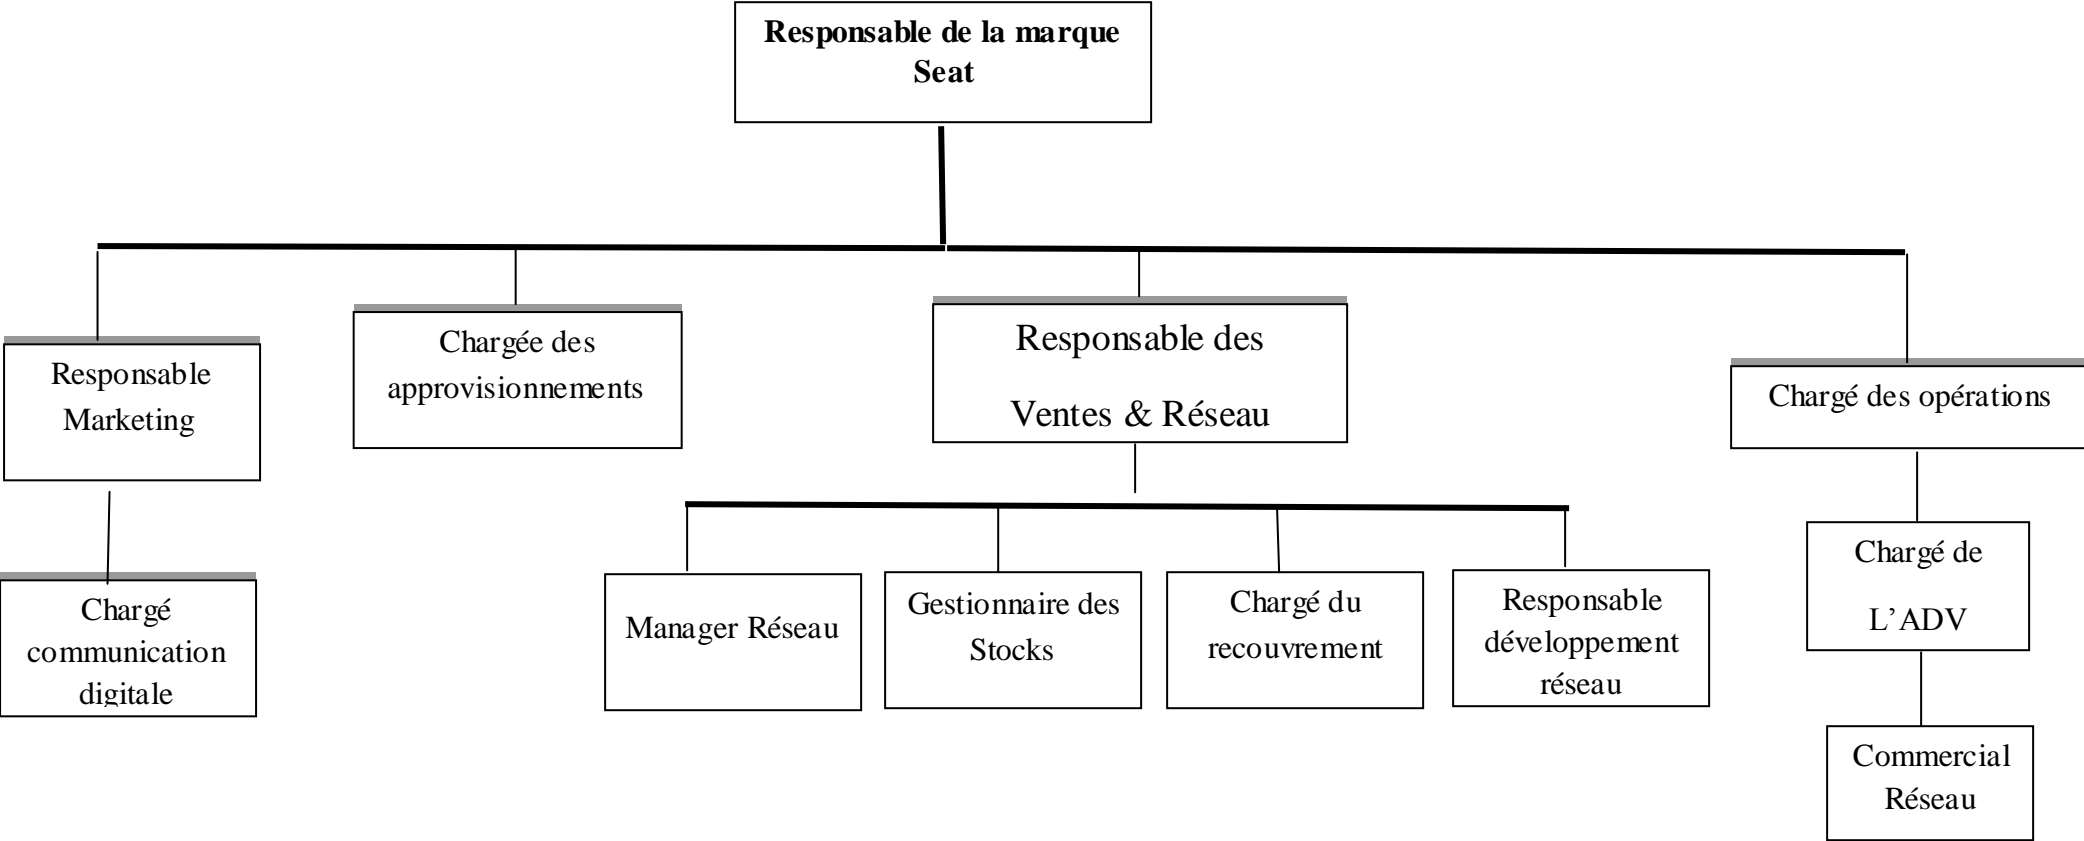 Responsable de la marque
Seat
Responsable
Marketing
Chargée des
approvisionnements
Responsable des
Ventes & Réseau
Chargé des opérations
Chargé
communication
digitale
Manager Réseau
Gestionnaire des
Stocks
Chargé du
recouvrement
Responsable
développement
réseau
Chargé de
L’ADV
Commercial
Réseau